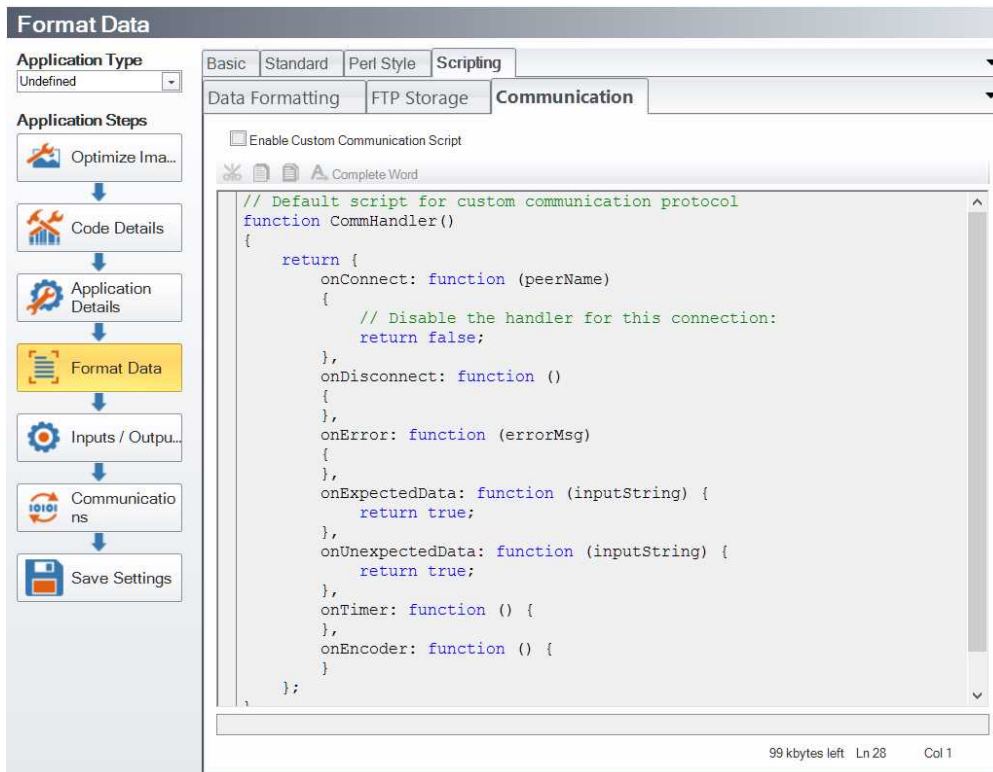 Format Data
Application Type
Undefined
Application Steps
Optimize Ima...
Code Details
Application
Details
Format Data
Inputs / Outpu...
Communicatio
ns
Save Settings
Basic Standard Perl Style Scripting
Data Formatting FTP Storage Communication
Enable Custom Communication Script
Complete Word
// Default script for custom communication protocol
function CommHandler()
{
    return {
        onConnect: function (peerName)
        {
            // Disable the handler for this connection:
            return false;
        },
        onDisconnect: function ()
        {
        },
        onError: function (errorMsg)
        {
        },
        onExpectedData: function (inputString) {
            return true;
        },
        onUnexpectedData: function (inputString) {
            return true;
        },
        onTimer: function () {
        },
        onEncoder: function () {
        }
    };
}
99 kbytes left Ln 28 Col 1